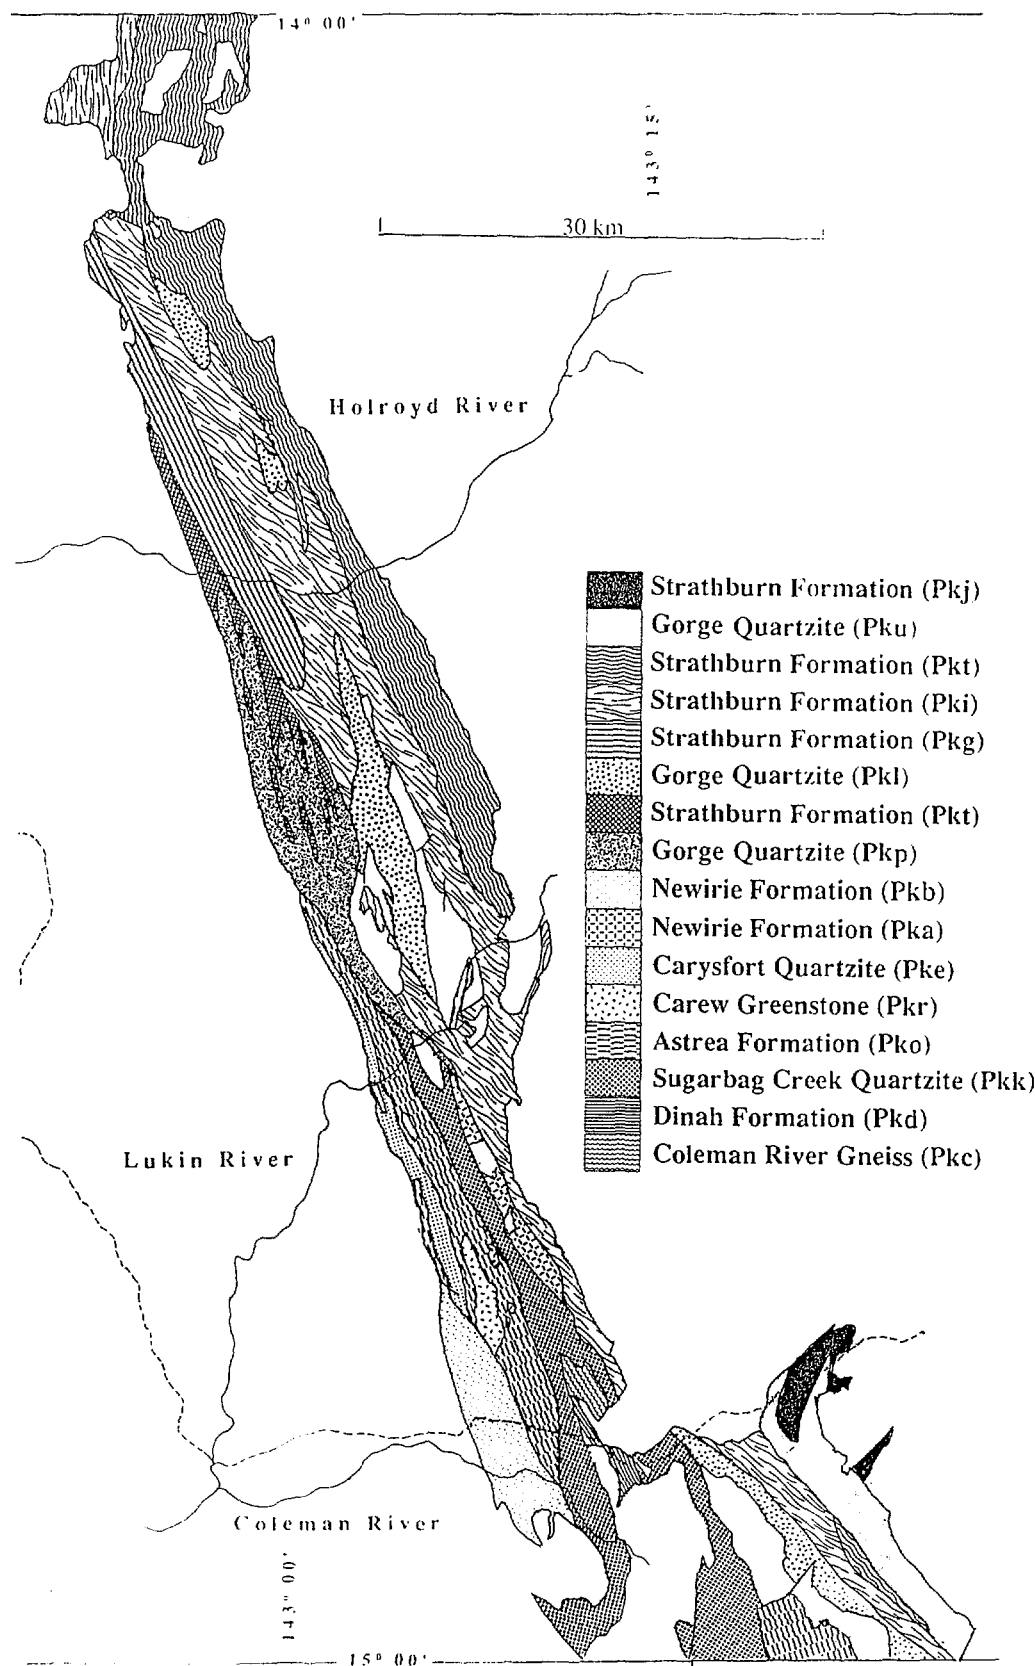 14° 00'
143° 15'
30 km
Holroyd River
Strathburn Formation (Pkj)
Gorge Quartzite (Pku)
Strathburn Formation (Pkt)
Strathburn Formation (Pki)
Strathburn Formation (Pkg)
Gorge Quartzite (Pkl)
Strathburn Formation (Pkt)
Gorge Quartzite (Pkp)
Newirie Formation (Pkb)
Newirie Formation (Pka)
Carysfort Quartzite (Pke)
Carew Greenstone (Pkr)
Astrea Formation (Pko)
Sugarbag Creek Quartzite (Pkk)
Dinah Formation (Pkd)
Coleman River Gneiss (Pkc)
Lukin River
Coleman River
143° 00'
15° 00'